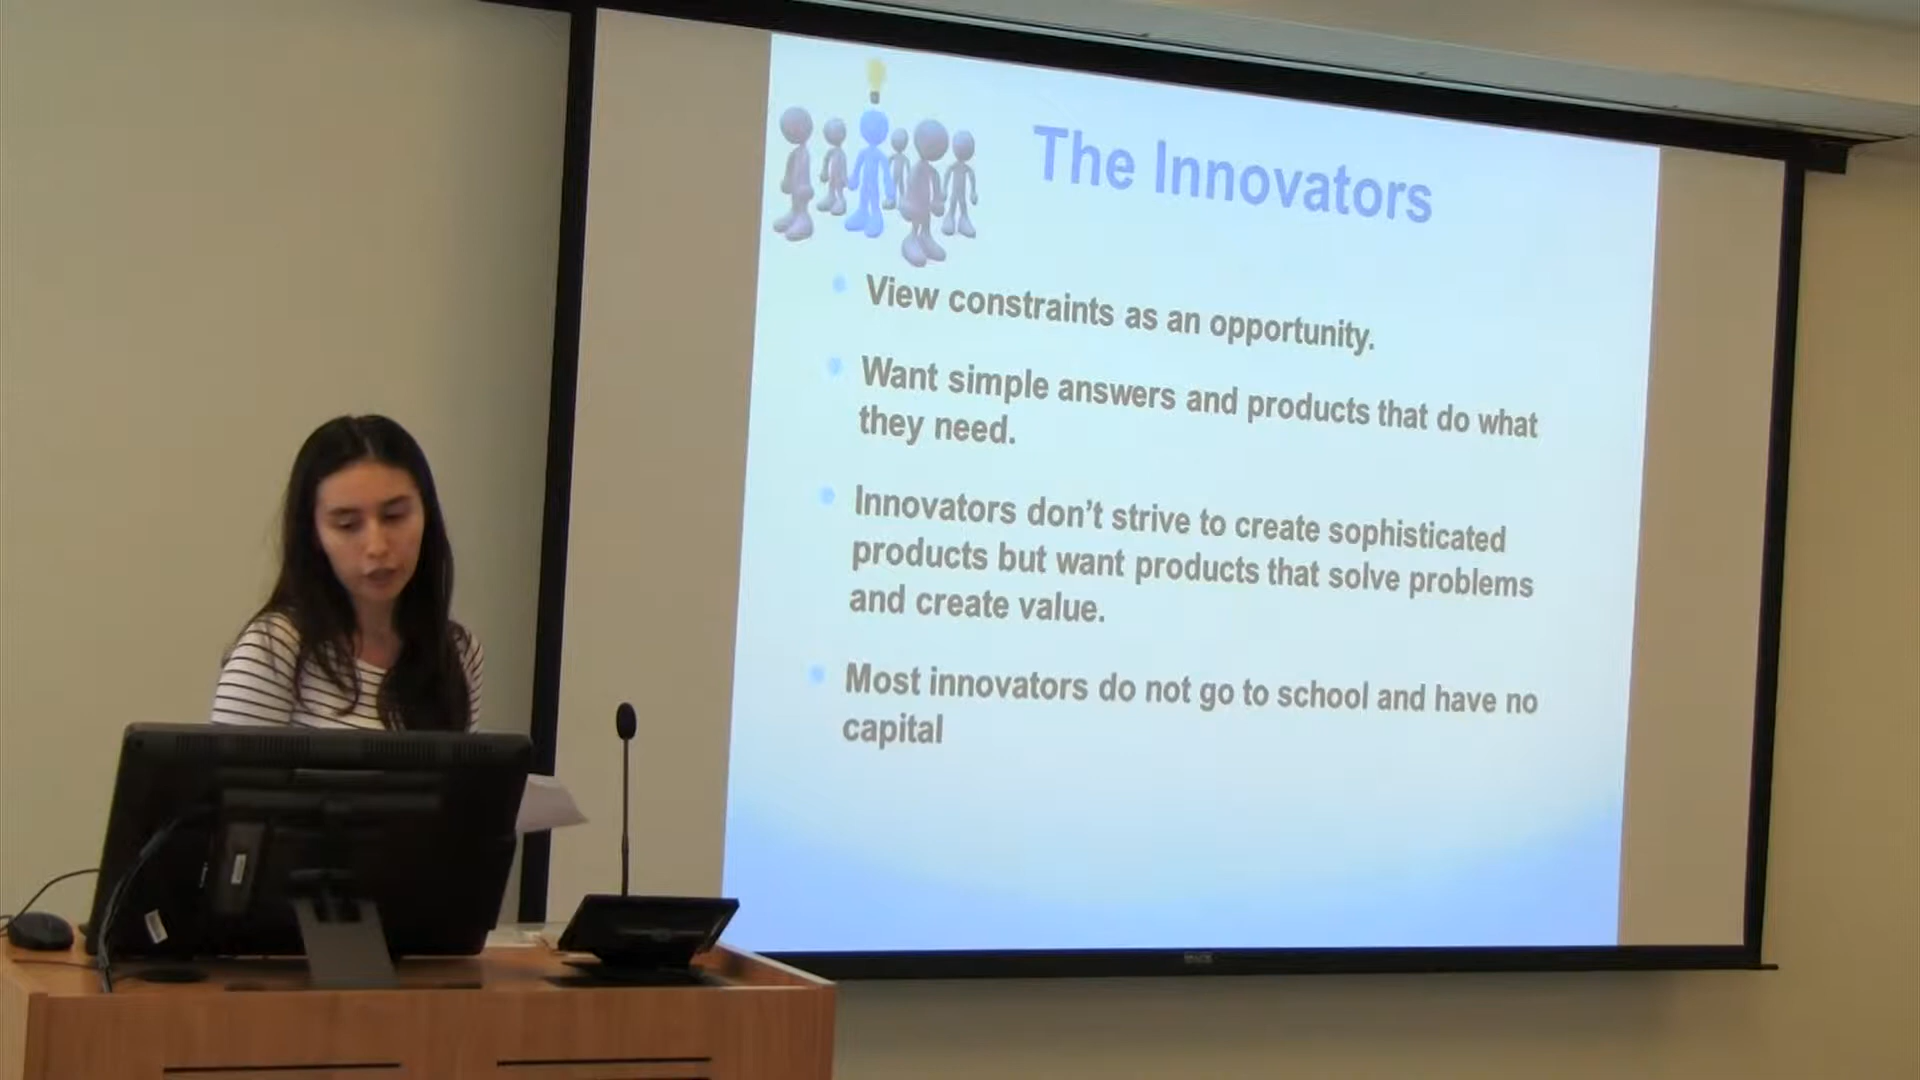 The Innovators
View constraints as an opportunity.
Want simple answers and products that do what
they need.
Innovators don't strive to create sophisticated
products but want products that solve problems
and create value.
Most innovators do not go to school and have no
capital